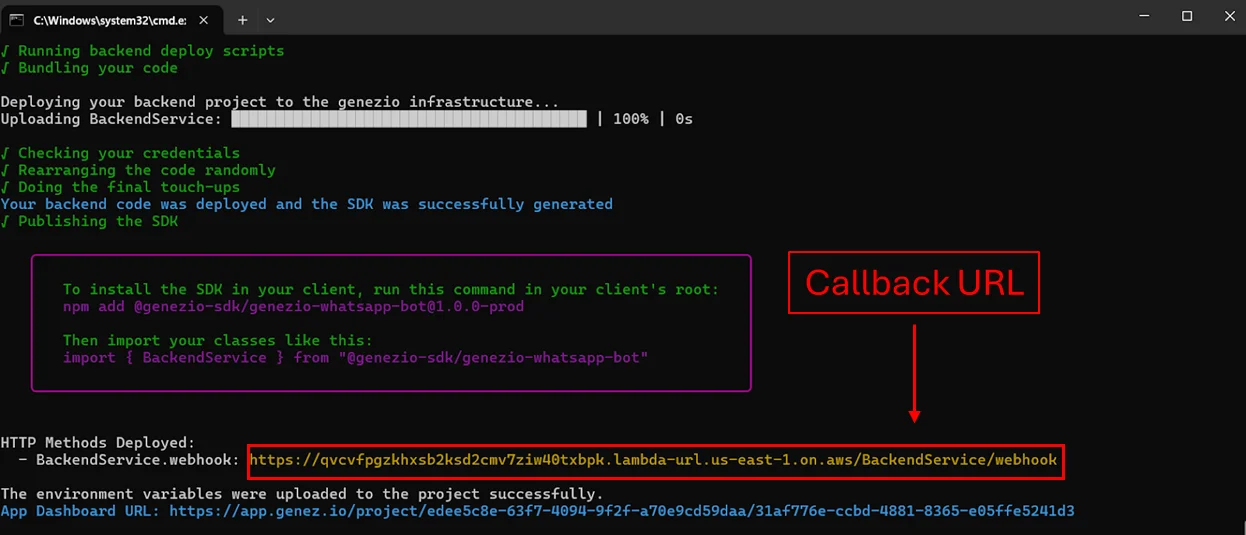 C:\Windows\system32\cmd.e:
√ Running backend deploy scripts
√ Bundling your code
Deploying your backend project to the genezio infrastructure...
Uploading BackendService: ████████████████████████████████████████ | 100% | 0s
√ Checking your credentials
√ Rearranging the code randomly
√ Doing the final touch-ups
Your backend code was deployed and the SDK was successfully generated
√ Publishing the SDK
To install the SDK in your client, run this command in your client's root:
npm add @genezio-sdk/genezio-whatsapp-bot@1.0.0-prod
Then import your classes like this:
import { BackendService } from "@genezio-sdk/genezio-whatsapp-bot"
Callback URL
HTTP Methods Deployed:
- BackendService.webhook: https://qvcvfpgzkhxsb2ksd2cmv7ziw40txbpk.lambda-url.us-east-1.on.aws/BackendService/webhook
The environment variables were uploaded to the project successfully.
App Dashboard URL: https://app.genez.io/project/edee5c8e-63f7-4094-9f2f-a70e9cd59daa/31af776e-ccbd-4881-8365-e05ffe5241d3